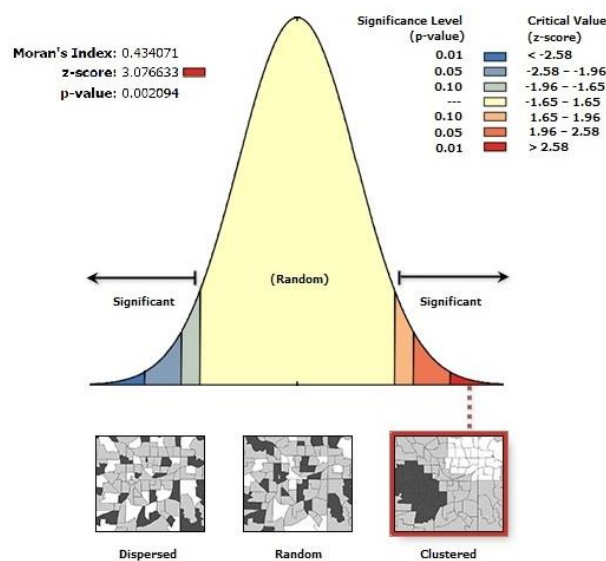 Moran's Index: 0.434071
z-score: 3.076633
p-value: 0.002094
Significance Level
(p-value)
Critical Value
(z-score)
0.01 < -2.58
0.05 -2.58 – -1.96
0.10 -1.96 – -1.65
--- -1.65 – 1.65
0.10 1.65 – 1.96
0.05 1.96 – 2.58
0.01 > 2.58
(Random)
Significant
Significant
Dispersed
Random
Clustered